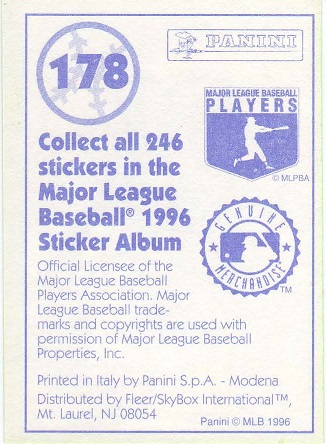 178
PANINI
Collect all 246
stickers in the
Major League
Baseball® 1996
Sticker Album
MAJOR LEAGUE BASEBALL
PLAYERS
© MLPBA
GENUINE
MERCHANDISE
TM
Official Licensee of the
Major League Baseball
Players Association. Major
League Baseball trade-
marks and copyrights are used with
permission of Major League Baseball
Properties, Inc.
Printed in Italy by Panini S.p.A. - Modena
Distributed by Fleer/SkyBox International™,
Mt. Laurel, NJ 08054
Panini © MLB 1996